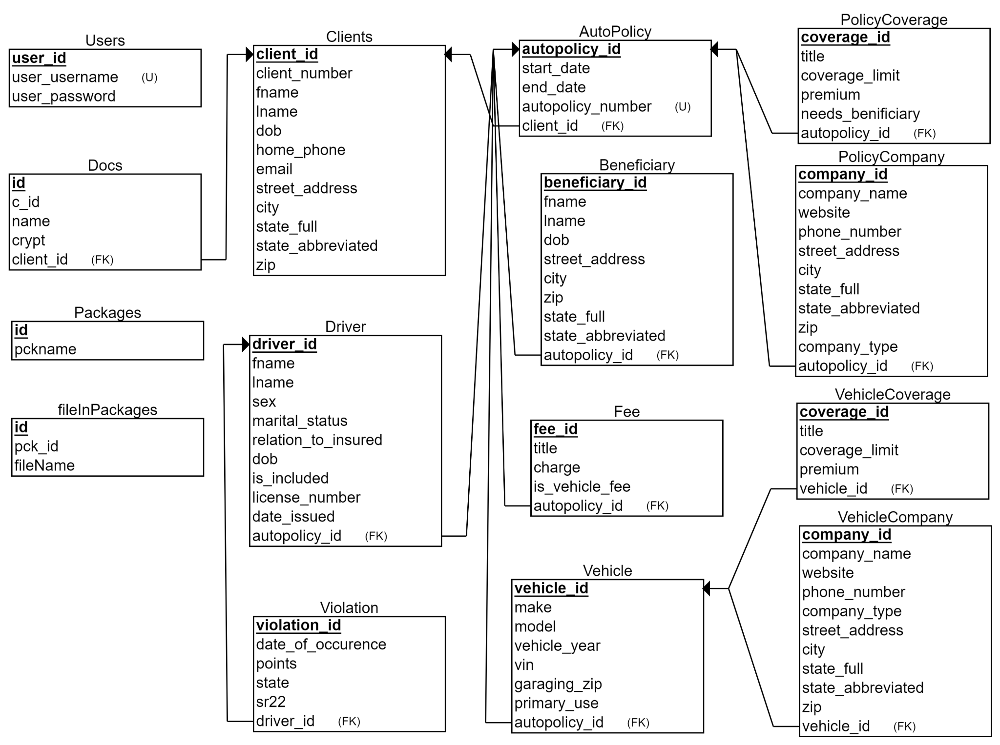 Users
user_id
user_username (U)
user_password
Docs
id
c_id
name
crypt
client_id (FK)
Packages
id
pckname
fileInPackages
id
pck_id
fileName
Clients
client_id
client_number
fname
lname
dob
home_phone
email
street_address
city
state_full
state_abbreviated
zip
Driver
driver_id
fname
lname
sex
marital_status
relation_to_insured
dob
is_included
license_number
date_issued
autopolicy_id (FK)
Violation
violation_id
date_of_occurence
points
state
sr22
driver_id (FK)
AutoPolicy
autopolicy_id
start_date
end_date
autopolicy_number (U)
client_id (FK)
Beneficiary
beneficiary_id
fname
lname
dob
street_address
city
zip
state_full
state_abbreviated
autopolicy_id (FK)
Fee
fee_id
title
charge
is_vehicle_fee
autopolicy_id (FK)
Vehicle
vehicle_id
make
model
vehicle_year
vin
garaging_zip
primary_use
autopolicy_id (FK)
PolicyCoverage
coverage_id
title
coverage_limit
premium
needs_benificiary
autopolicy_id (FK)
PolicyCompany
company_id
company_name
website
phone_number
street_address
city
state_full
state_abbreviated
zip
company_type
autopolicy_id (FK)
VehicleCoverage
coverage_id
title
coverage_limit
premium
vehicle_id (FK)
VehicleCompany
company_id
company_name
website
phone_number
company_type
street_address
city
state_full
state_abbreviated
zip
vehicle_id (FK)